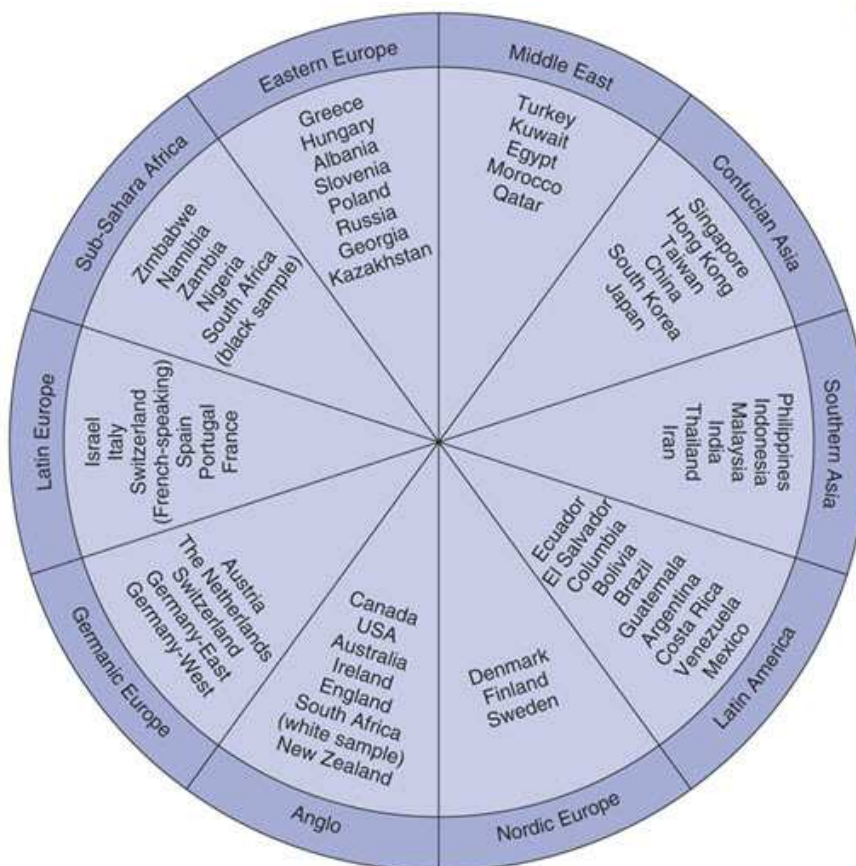 Eastern Europe
Greece
Hungary
Albania
Slovenia
Poland
Russia
Georgia
Kazakhstan
Middle East
Turkey
Kuwait
Egypt
Morocco
Qatar
Confucian Asia
Singapore
Hong Kong
Taiwan
China
South Korea
Japan
Southern Asia
Philippines
Indonesia
Malaysia
India
Thailand
Iran
Latin America
Ecuador
El Salvador
Columbia
Bolivia
Brazil
Guatemala
Argentina
Costa Rica
Venezuela
Mexico
Nordic Europe
Denmark
Finland
Sweden
Anglo
Canada
USA
Australia
Ireland
England
South Africa
(white sample)
New Zealand
Germanic Europe
Austria
The Netherlands
Switzerland
Germany-East
Germany-West
Latin Europe
Israel
Italy
Switzerland
(French-speaking)
Spain
Portugal
France
Sub-Sahara Africa
Zimbabwe
Namibia
Zambia
Nigeria
South Africa
(black sample)